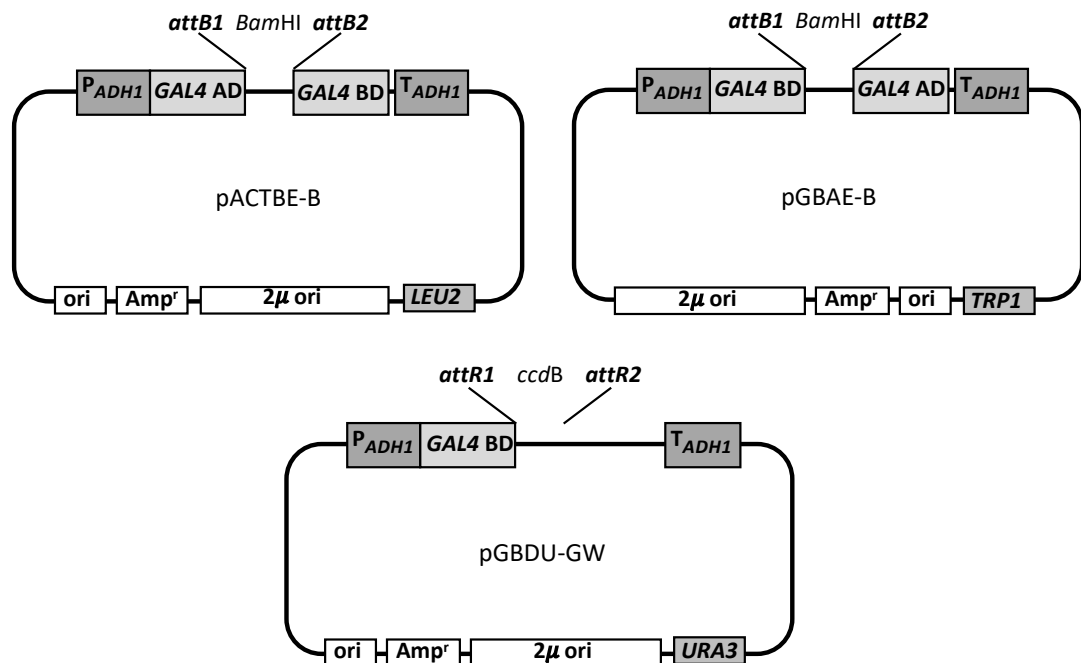 attB1 BamHI attB2
PADH1 GAL4 AD GAL4 BD TADH1
pACTBE-B
ori Ampr 2μ ori LEU2
attB1 BamHI attB2
PADH1 GAL4 BD GAL4 AD TADH1
pGBAE-B
2μ ori Ampr ori TRP1
attR1 ccdB attR2
PADH1 GAL4 BD TADH1
pGBDU-GW
ori Ampr 2μ ori URA3